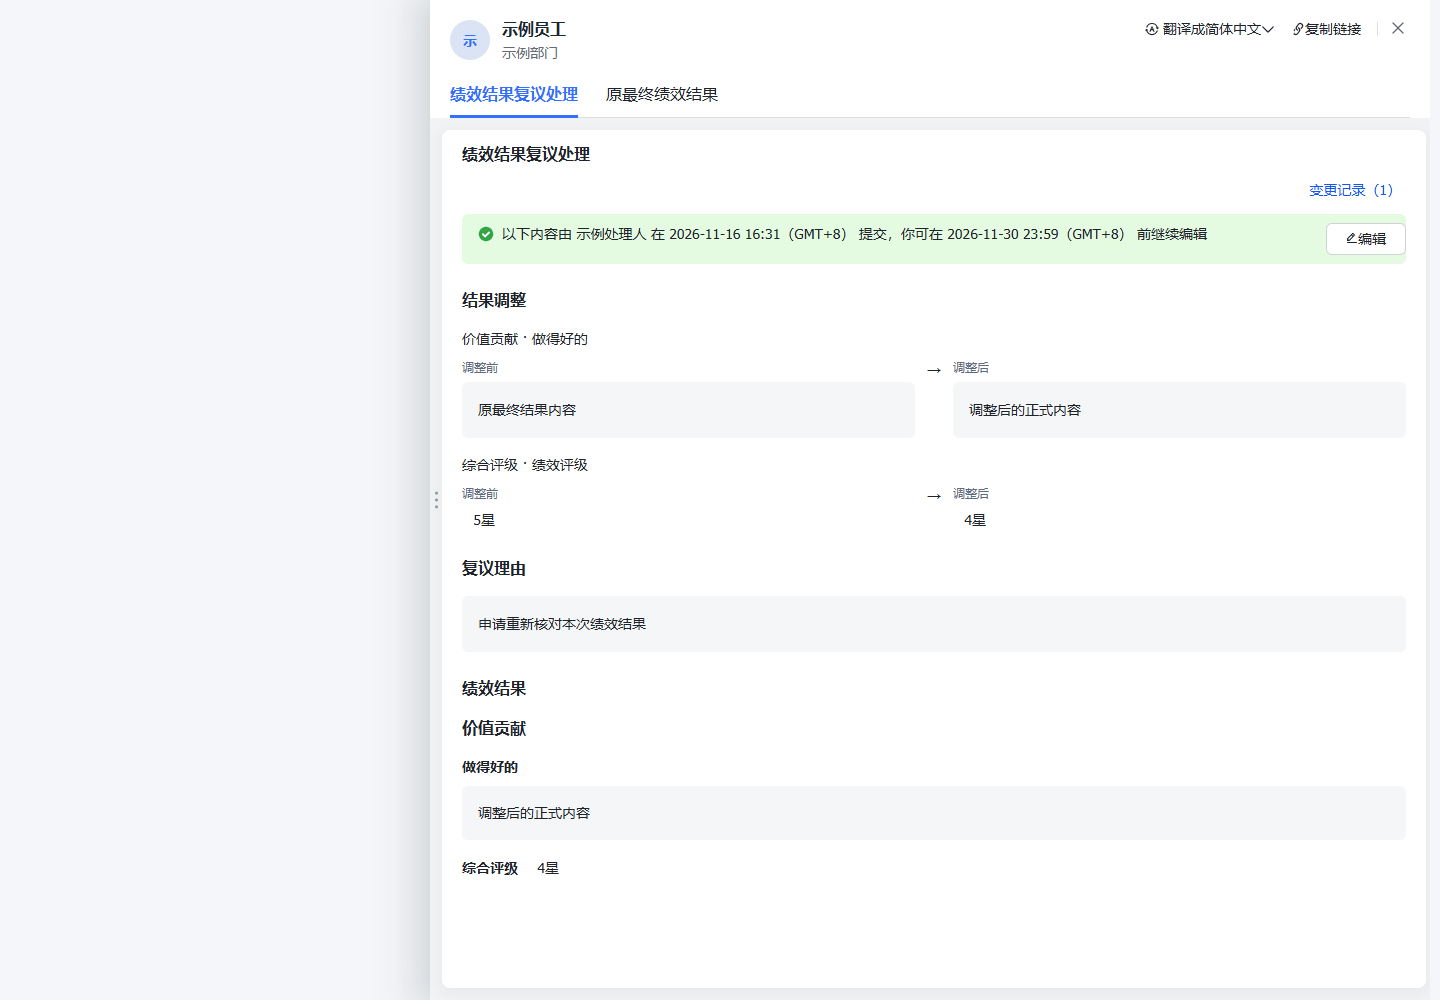 示
示例员工
示例部门
翻译成简体中文
复制链接
绩效结果复议处理
原最终绩效结果
绩效结果复议处理
变更记录（1）
以下内容由 示例处理人 在 2026-11-16 16:31（GMT+8） 提交，你可在 2026-11-30 23:59（GMT+8） 前继续编辑
编辑
结果调整
价值贡献·做得好的
调整前
→
调整后
原最终结果内容
调整后的正式内容
综合评级·绩效评级
调整前
→
调整后
5星
4星
复议理由
申请重新核对本次绩效结果
绩效结果
价值贡献
做得好的
调整后的正式内容
综合评级 4星